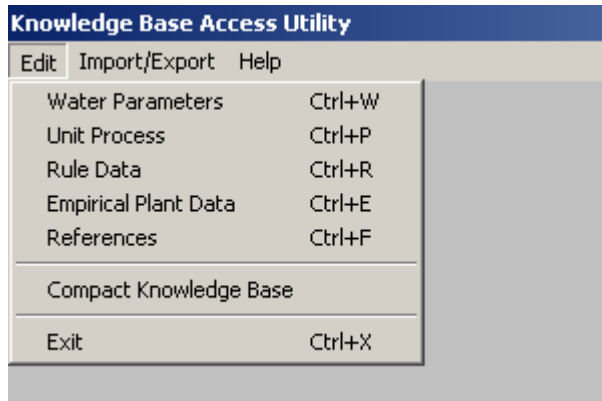 Knowledge Base Access Utility
Edit Import/Export Help
Water Parameters Ctrl+W
Unit Process Ctrl+P
Rule Data Ctrl+R
Empirical Plant Data Ctrl+E
References Ctrl+F
Compact Knowledge Base
Exit Ctrl+X